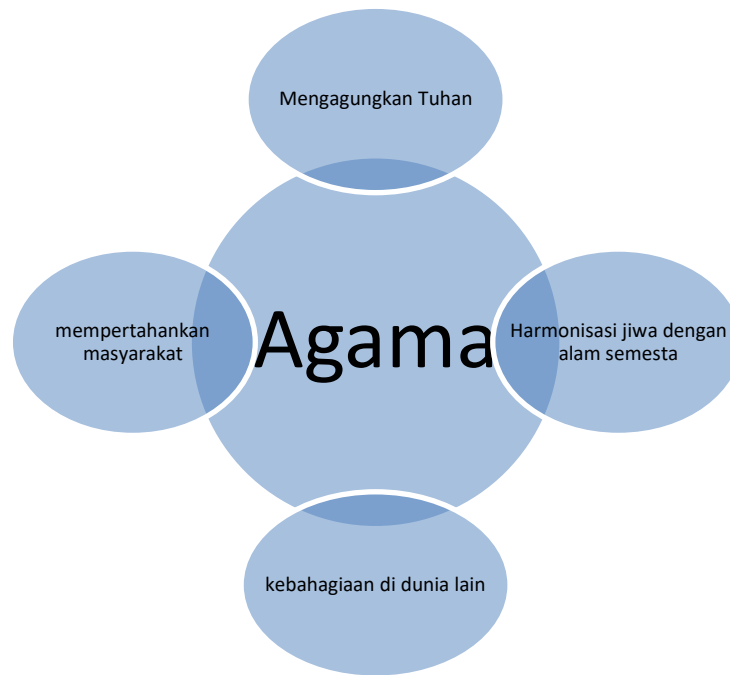 Mengagungkan Tuhan
mempertahankan
masyarakat
Agama
Harmonisasi jiwa dengan
alam semesta
kebahagiaan di dunia lain